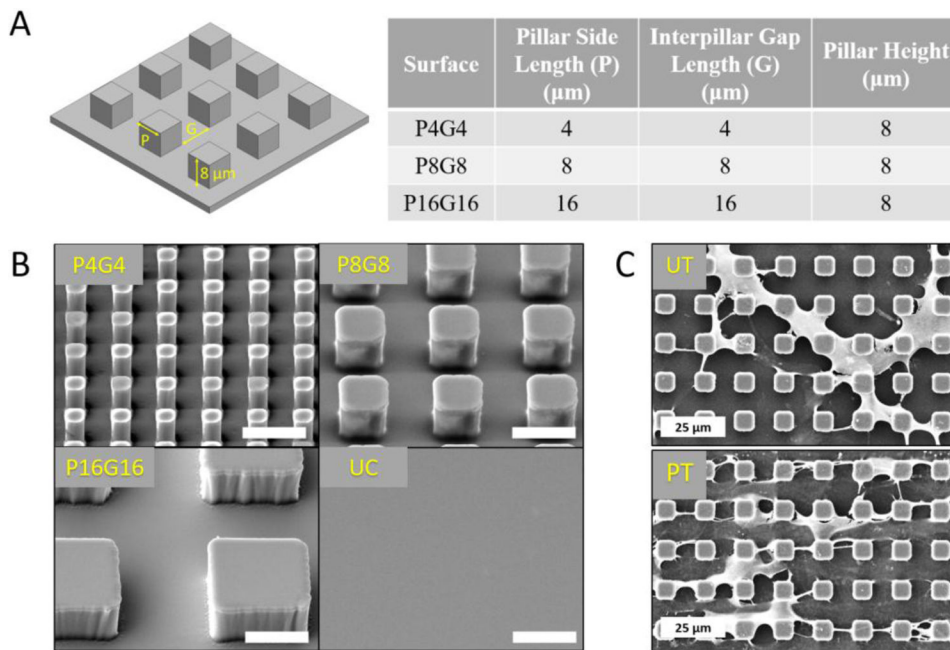 A
P
G
8 μm
Surface
Pillar Side Length (P) (μm)
Interpillar Gap Length (G) (μm)
Pillar Height (μm)
P4G4 4 4 8
P8G8 8 8 8
P16G16 16 16 8
B
P4G4
P8G8
P16G16
UC
C
UT
25 μm
PT
25 μm